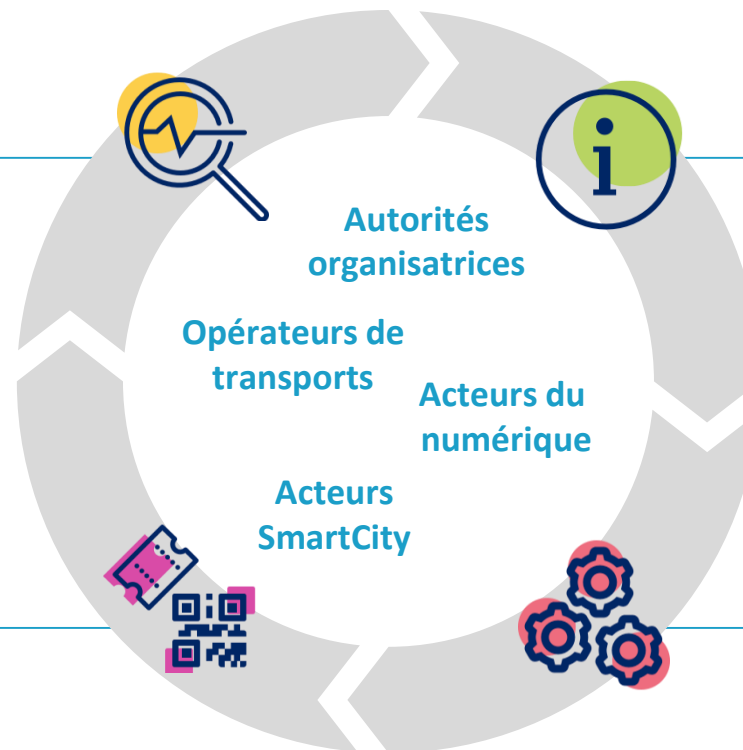 Autorités
organisatrices
Opérateurs de
transports
Acteurs du
numérique
Acteurs
SmartCity